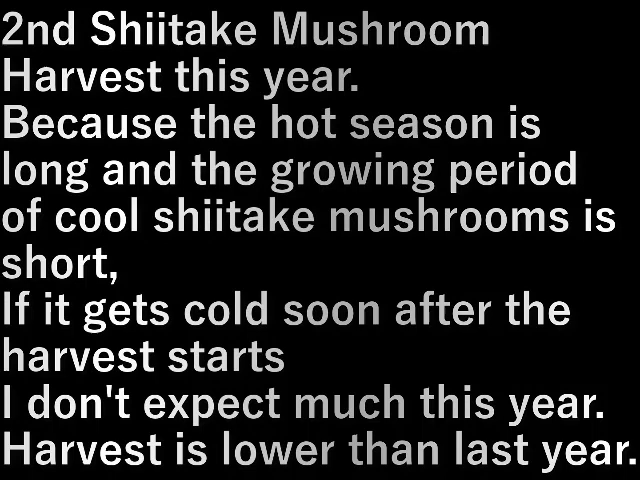 2nd Shiitake Mushroom
Harvest this year.
Because the hot season is
long and the growing period
of cool shiitake mushrooms is
short,
If it gets cold soon after the
harvest starts
I don't expect much this year.
Harvest is lower than last year.